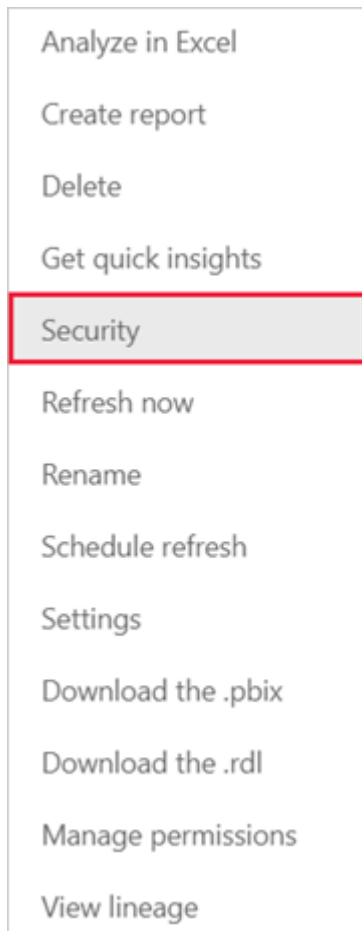 Analyze in Excel
Create report
Delete
Get quick insights
Security
Refresh now
Rename
Schedule refresh
Settings
Download the .pbix
Download the .rdl
Manage permissions
View lineage